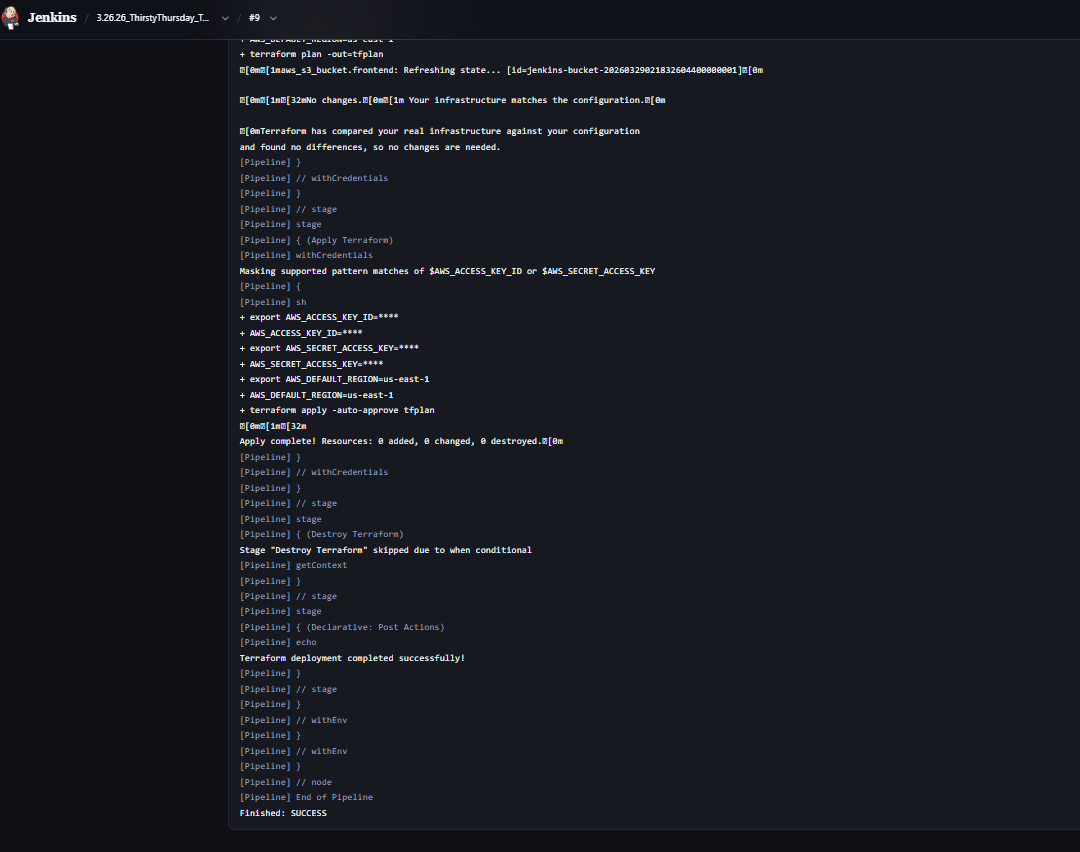 Jenkins / 3.26.26_ThirstyThursday_T... / #9
+ AWS_DEFAULT_REGION=us-east-1
+ terraform plan -out=tfplan
[0m[1maws_s3_bucket.frontend: Refreshing state... [id=jenkins-bucket-20260329021832604400000001][0m
[0m[1m[32mNo changes.[0m[1m Your infrastructure matches the configuration.[0m
[0mTerraform has compared your real infrastructure against your configuration
and found no differences, so no changes are needed.
[Pipeline] }
[Pipeline] // withCredentials
[Pipeline] }
[Pipeline] // stage
[Pipeline] stage
[Pipeline] { (Apply Terraform)
[Pipeline] withCredentials
Masking supported pattern matches of $AWS_ACCESS_KEY_ID or $AWS_SECRET_ACCESS_KEY
[Pipeline] {
[Pipeline] sh
+ export AWS_ACCESS_KEY_ID=****
+ AWS_ACCESS_KEY_ID=****
+ export AWS_SECRET_ACCESS_KEY=****
+ AWS_SECRET_ACCESS_KEY=****
+ export AWS_DEFAULT_REGION=us-east-1
+ AWS_DEFAULT_REGION=us-east-1
+ terraform apply -auto-approve tfplan
[0m[1m[32m
Apply complete! Resources: 0 added, 0 changed, 0 destroyed.[0m
[Pipeline] }
[Pipeline] // withCredentials
[Pipeline] }
[Pipeline] // stage
[Pipeline] stage
[Pipeline] { (Destroy Terraform)
Stage "Destroy Terraform" skipped due to when conditional
[Pipeline] getContext
[Pipeline] }
[Pipeline] // stage
[Pipeline] stage
[Pipeline] { (Declarative: Post Actions)
[Pipeline] echo
Terraform deployment completed successfully!
[Pipeline] }
[Pipeline] // stage
[Pipeline] }
[Pipeline] // withEnv
[Pipeline] }
[Pipeline] // withEnv
[Pipeline] }
[Pipeline] // node
[Pipeline] End of Pipeline
Finished: SUCCESS